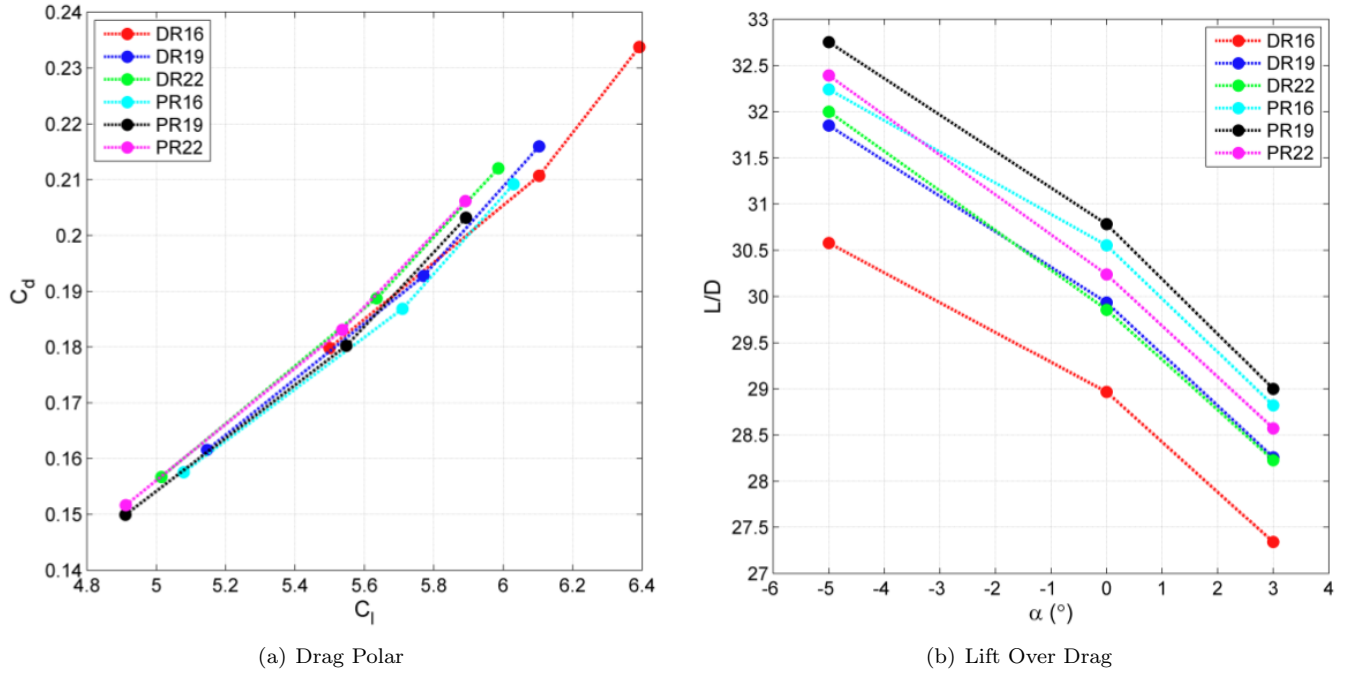 0.24
0.23
0.22
0.21
0.2
0.19
0.18
0.17
0.16
0.15
0.14
C_d
DR16
DR19
DR22
PR16
PR19
PR22
4.8 5 5.2 5.4 5.6 5.8 6 6.2 6.4
C_l
(a) Drag Polar
33
32.5
32
31.5
31
30.5
30
29.5
29
28.5
28
27.5
27
L/D
DR16
DR19
DR22
PR16
PR19
PR22
-6 -5 -4 -3 -2 -1 0 1 2 3 4
α (°)
(b) Lift Over Drag